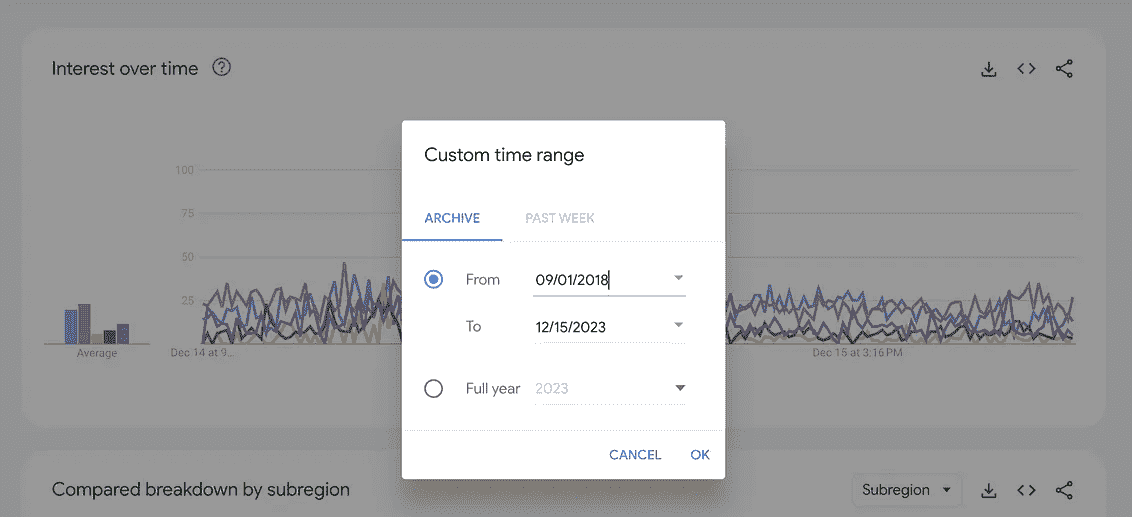 Interest over time
Custom time range
100
ARCHIVE PAST WEEK
75
50
From 09/01/2018
25
To 12/15/2023
Average
Dec 14 at 9...
Dec 15 at 3:16 PM
Full year 2023
CANCEL OK
Compared breakdown by subregion
Subregion